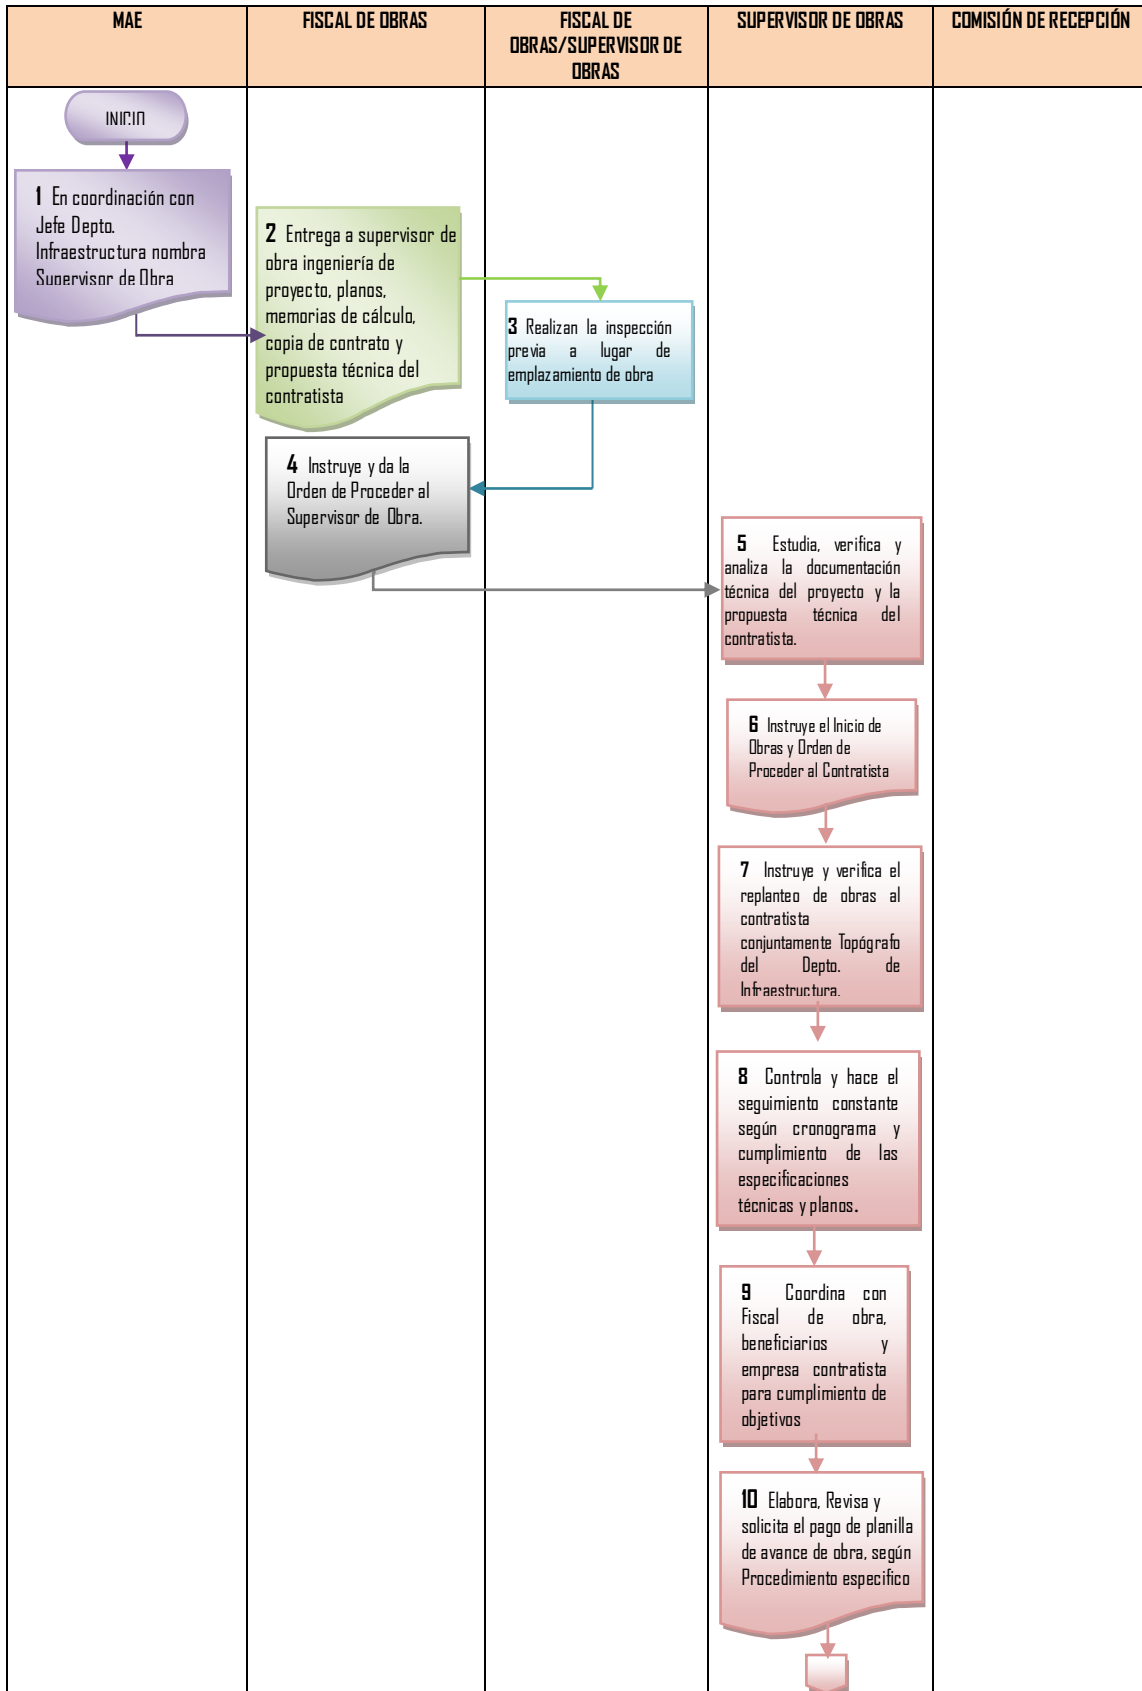 MAE
FISCAL DE OBRAS
FISCAL DE
OBRAS/SUPERVISOR DE
OBRAS
SUPERVISOR DE OBRAS
COMISIÓN DE RECEPCIÓN
INICIO
1 En coordinación con
Jefe Depto.
Infraestructura nombra
Supervisor de Obra
2 Entrega a supervisor de
obra ingeniería de
proyecto, planos,
memorias de cálculo,
copia de contrato y
propuesta técnica del
contratista
3 Realizan la inspección
previa a lugar de
emplazamiento de obra
4 Instruye y da la
Orden de Proceder al
Supervisor de Obra.
5 Estudia, verifica y
analiza la documentación
técnica del proyecto y la
propuesta técnica del
contratista.
6 Instruye el Inicio de
Obras y Orden de
Proceder al Contratista
7 Instruye y verifica el
replanteo de obras al
contratista
conjuntamente Topógrafo
del Depto. de
Infraestructura.
8 Controla y hace el
seguimiento constante
según cronograma y
cumplimiento de las
especificaciones
técnicas y planos.
9 Coordina con
Fiscal de obra,
beneficiarios y
empresa contratista
para cumplimiento de
objetivos
10 Elabora, Revisa y
solicita el pago de planilla
de avance de obra, según
Procedimiento especifico